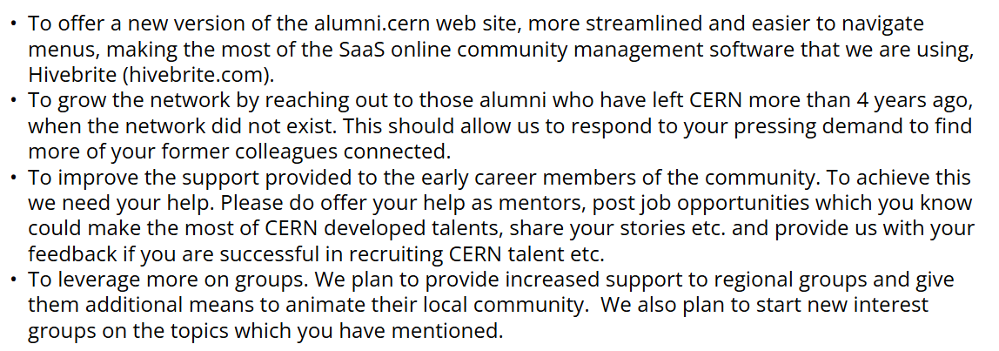 • To offer a new version of the alumni.cern web site, more streamlined and easier to navigate
menus, making the most of the SaaS online community management software that we are using,
Hivebrite (hivebrite.com).
• To grow the network by reaching out to those alumni who have left CERN more than 4 years ago,
when the network did not exist. This should allow us to respond to your pressing demand to find
more of your former colleagues connected.
• To improve the support provided to the early career members of the community. To achieve this
we need your help. Please do offer your help as mentors, post job opportunities which you know
could make the most of CERN developed talents, share your stories etc. and provide us with your
feedback if you are successful in recruiting CERN talent etc.
• To leverage more on groups. We plan to provide increased support to regional groups and give
them additional means to animate their local community.  We also plan to start new interest
groups on the topics which you have mentioned.